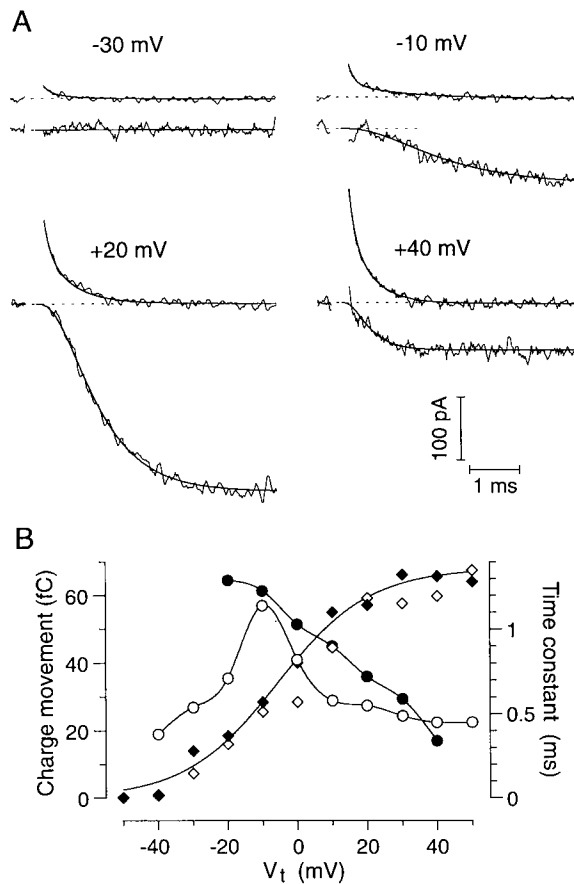 A
-30 mV
-10 mV
+20 mV
+40 mV
100 pA
1 ms
B
Charge movement (fC)
60
40
20
0
Time constant (ms)
1
0.5
0
-40 -20 0 20 40
Vt (mV)